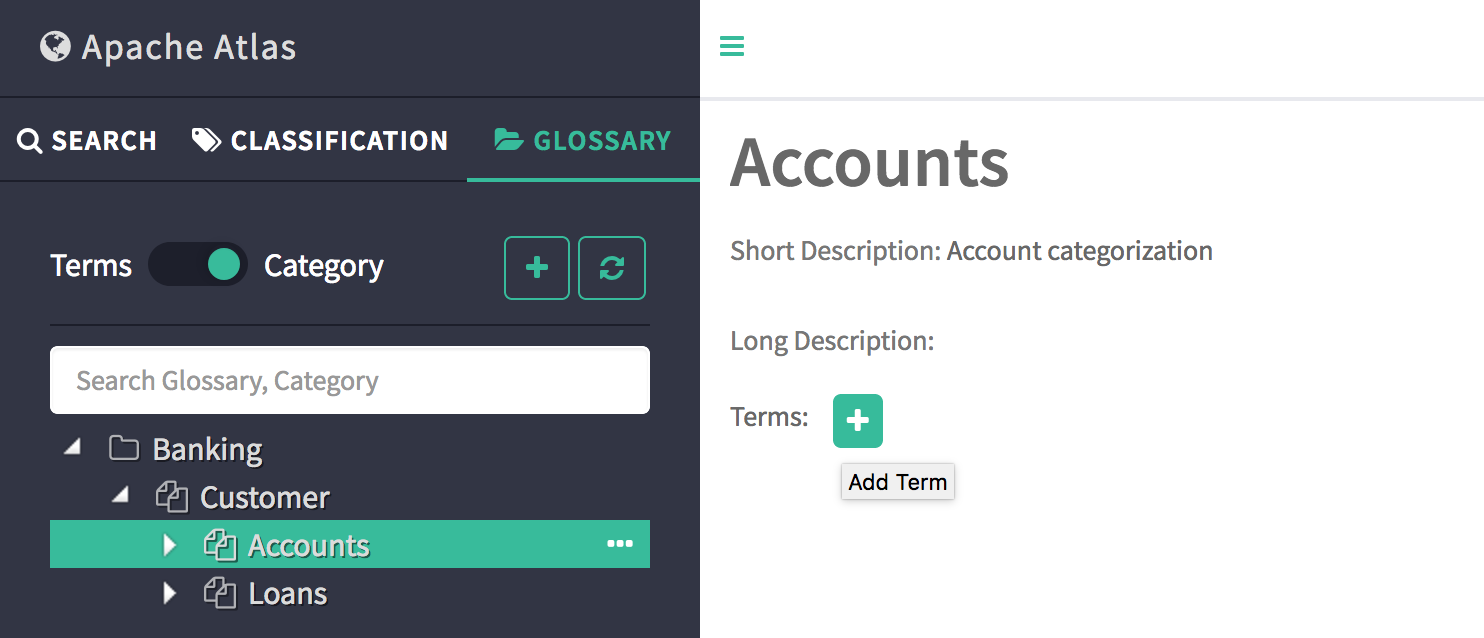 Apache Atlas
SEARCH CLASSIFICATION GLOSSARY
Terms Category
Search Glossary, Category
Banking
Customer
Accounts
Loans
Accounts
Short Description: Account categorization
Long Description:
Terms:
Add Term